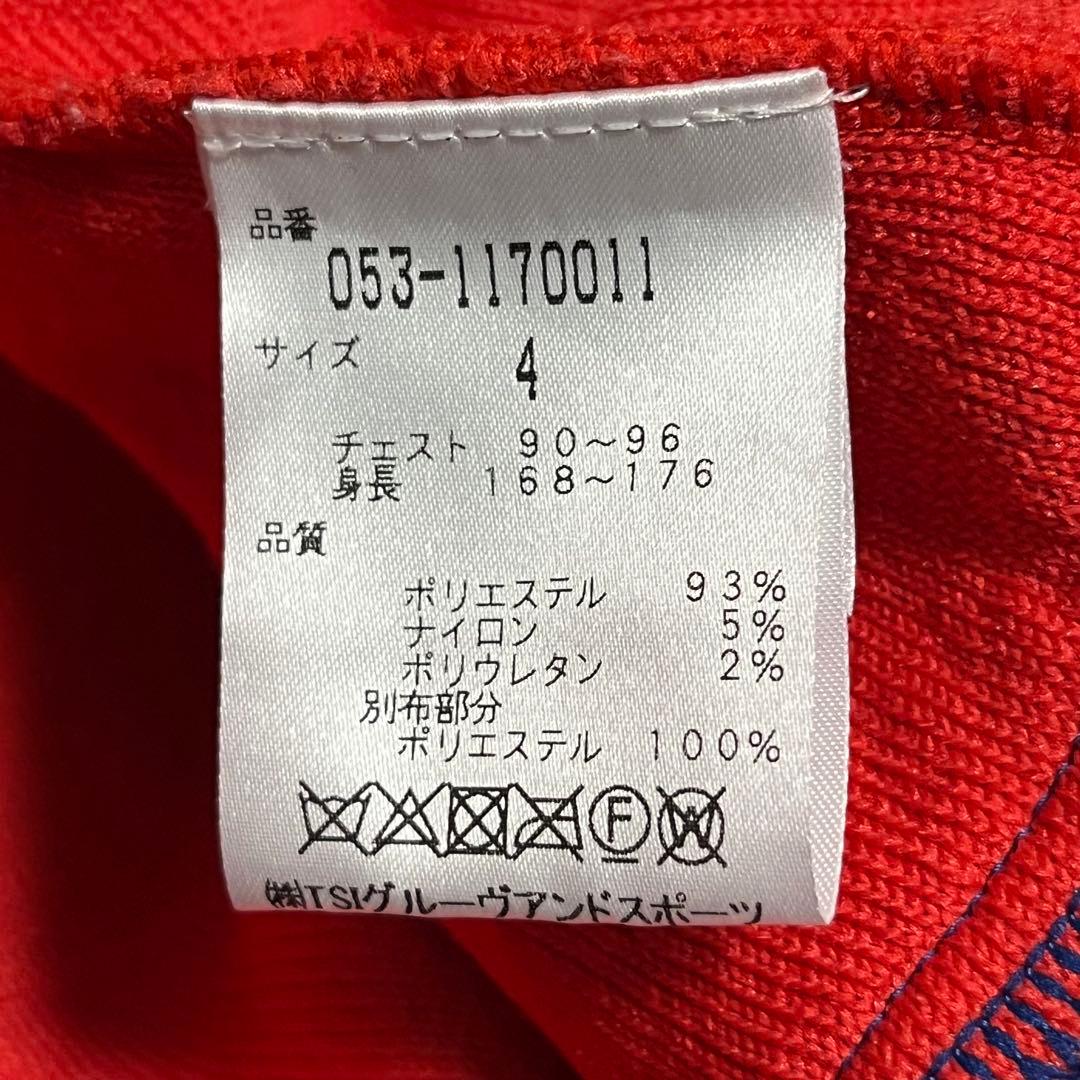 品番
053-1170011
サイズ 4
チェスト 90～96
身長 168～176
品質
ポリエステル 93%
ナイロン 5%
ポリウレタン 2%
別布部分
ポリエステル 100%
F W
㈱TSIグルーヴアンドスポーツ